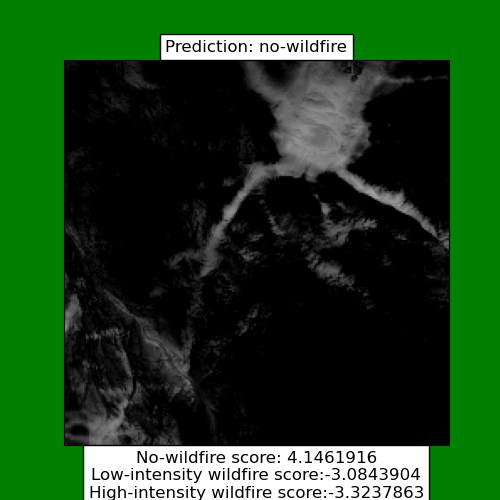 Prediction: no-wildfire
No-wildfire score: 4.1461916
Low-intensity wildfire score:-3.0843904
High-intensity wildfire score:-3.3237863